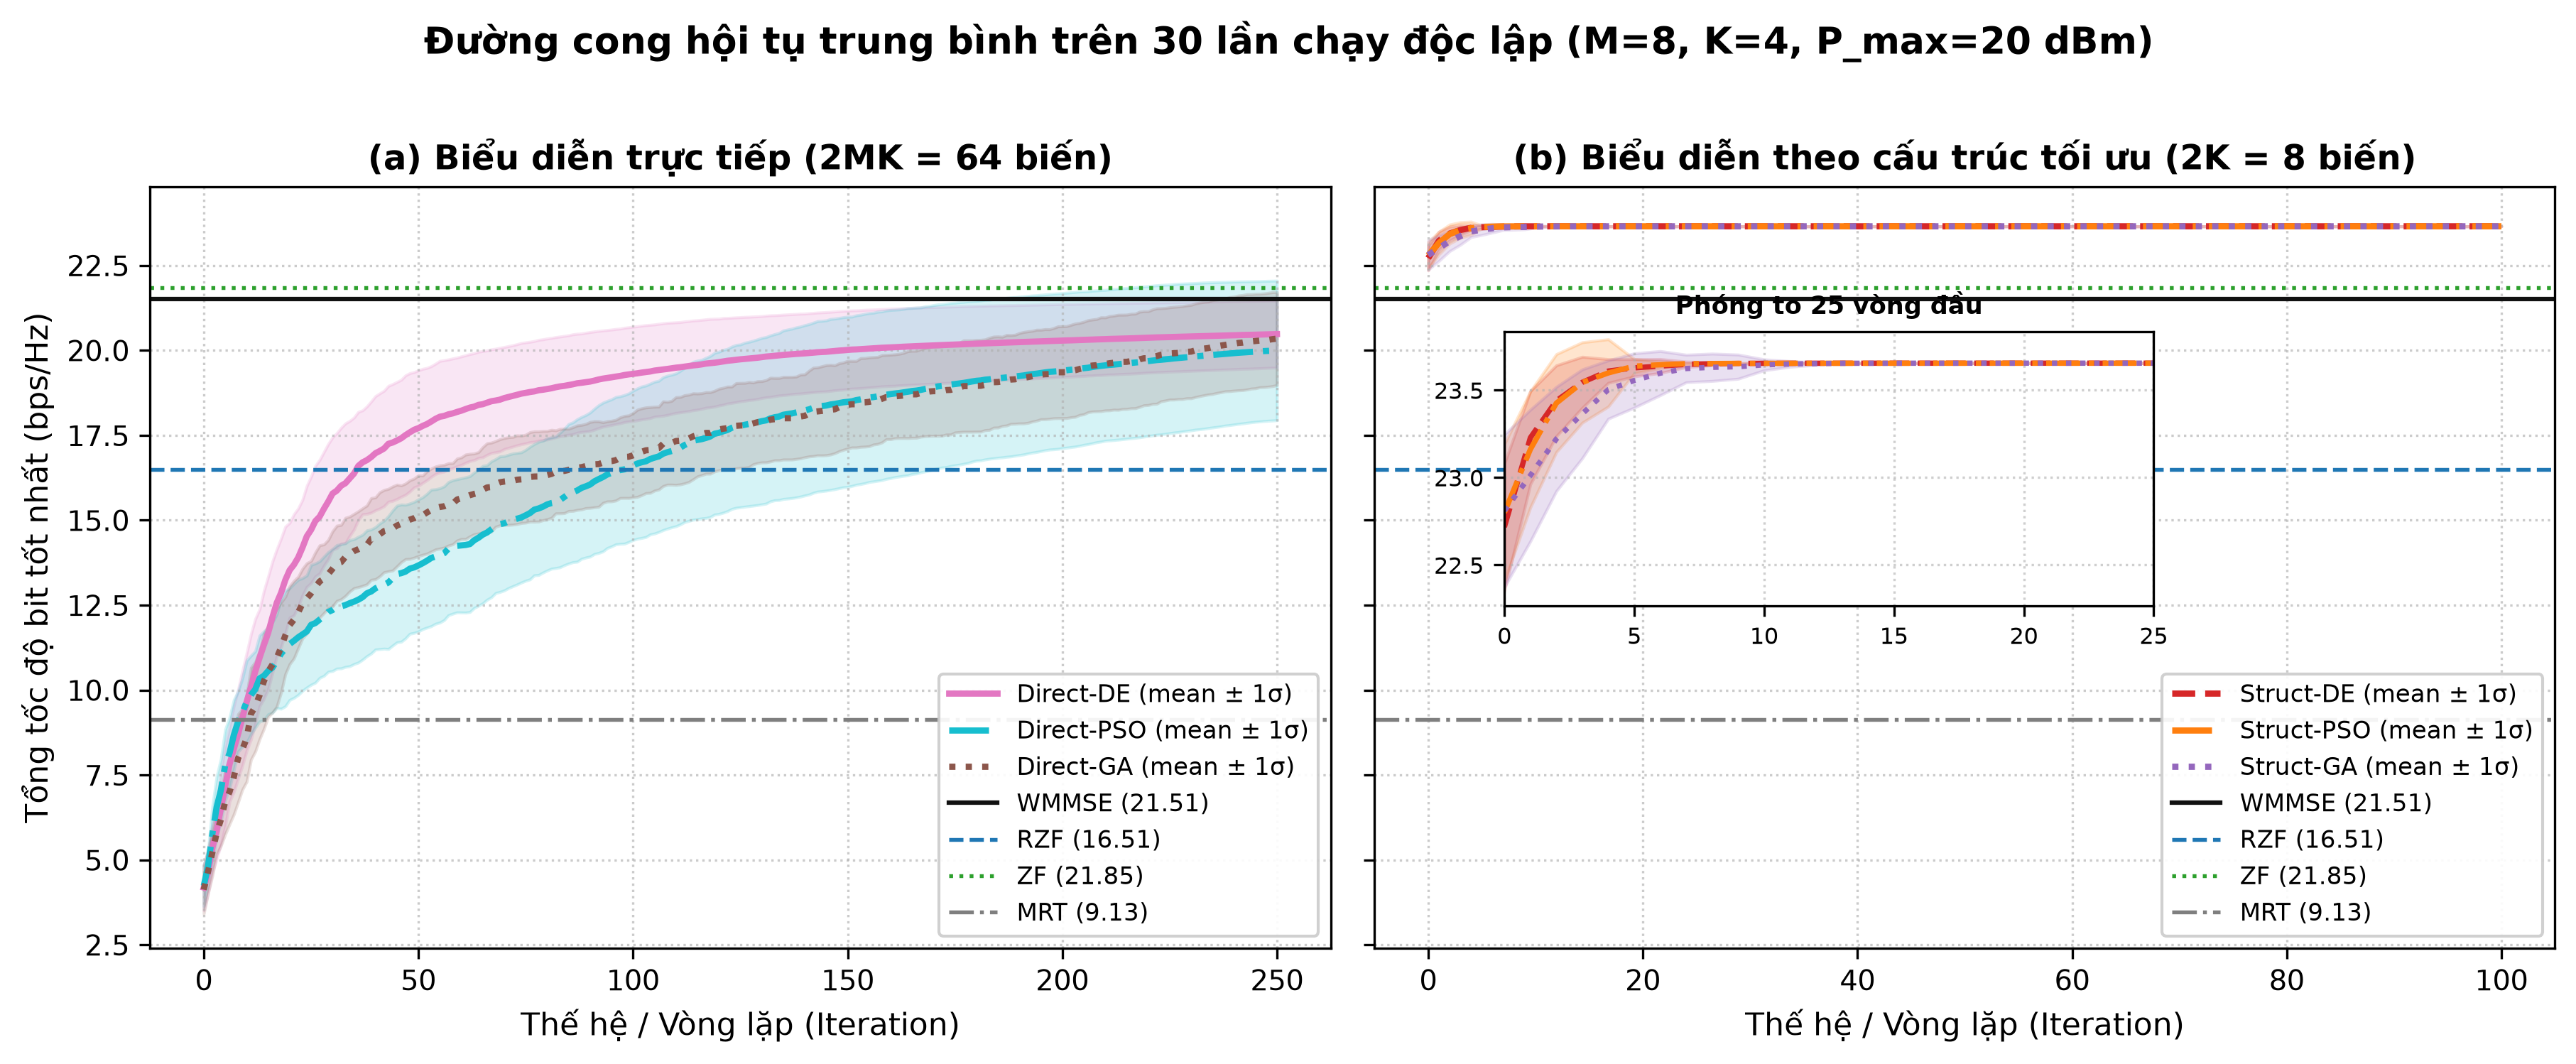 Đường cong hội tụ trung bình trên 30 lần chạy độc lập (M=8, K=4, P_max=20 dBm)
(a) Biểu diễn trực tiếp (2MK = 64 biến)
Tổng tốc độ bit tốt nhất (bps/Hz)
22.5
20.0
17.5
15.0
12.5
10.0
7.5
5.0
2.5
0
50
100
150
200
250
Thế hệ / Vòng lặp (Iteration)
Direct-DE (mean ± 1σ)
Direct-PSO (mean ± 1σ)
Direct-GA (mean ± 1σ)
WMMSE (21.51)
RZF (16.51)
ZF (21.85)
MRT (9.13)
(b) Biểu diễn theo cấu trúc tối ưu (2K = 8 biến)
Phóng to 25 vòng đầu
23.5
23.0
22.5
0
5
10
15
20
25
Struct-DE (mean ± 1σ)
Struct-PSO (mean ± 1σ)
Struct-GA (mean ± 1σ)
WMMSE (21.51)
RZF (16.51)
ZF (21.85)
MRT (9.13)
0
20
40
60
80
100
Thế hệ / Vòng lặp (Iteration)